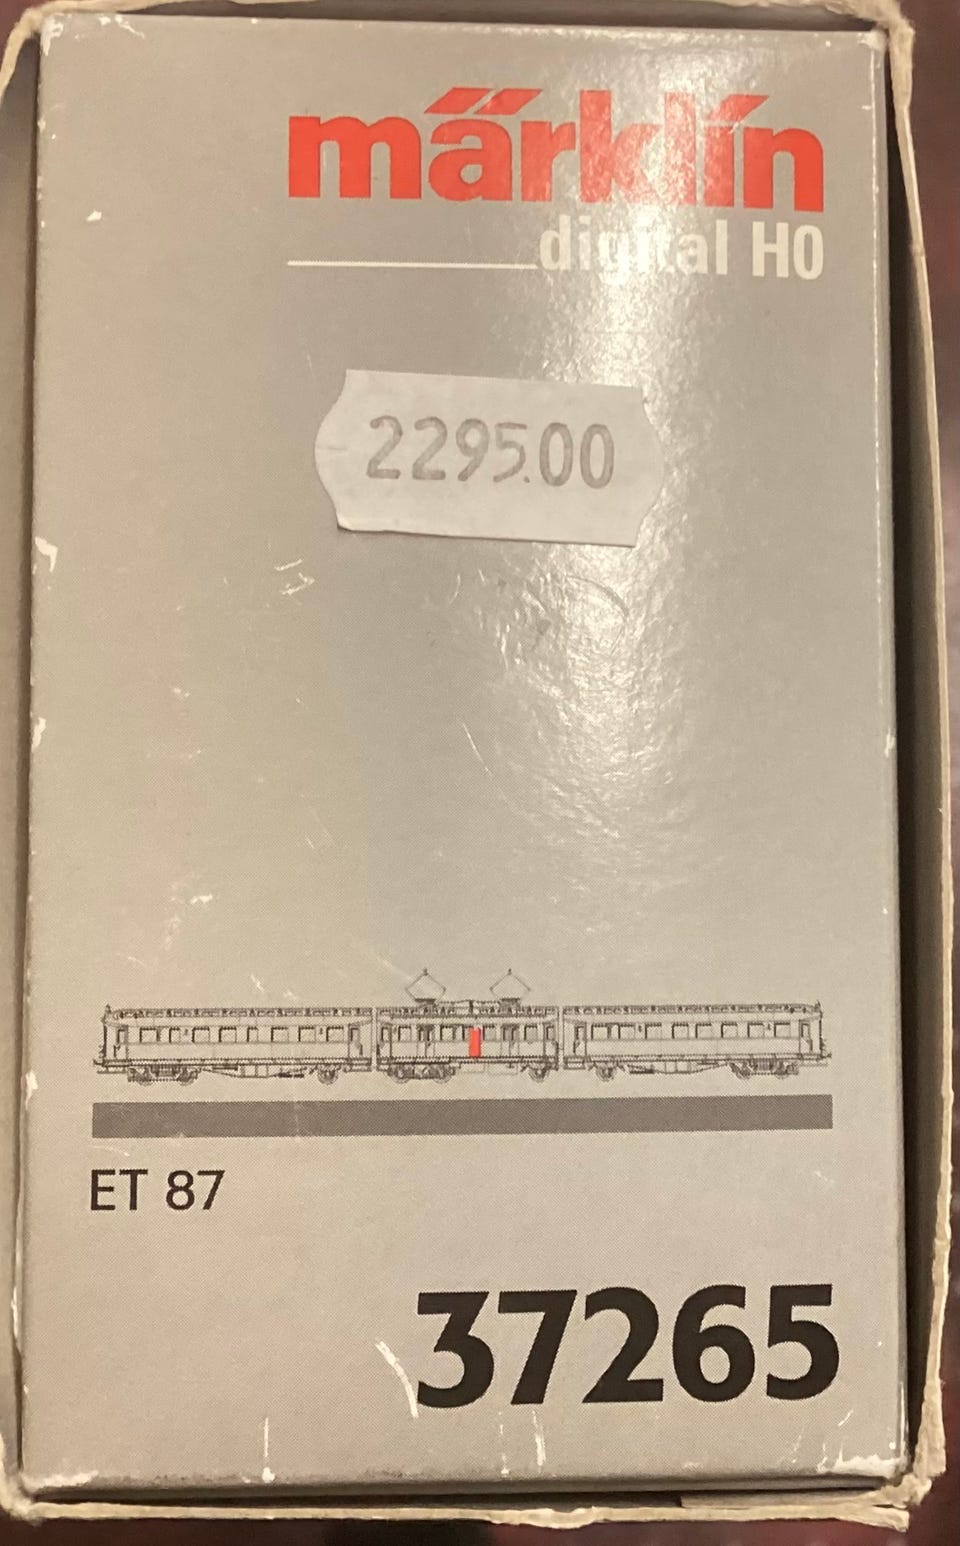 märklin
digital H0
2295.00
ET 87
37265